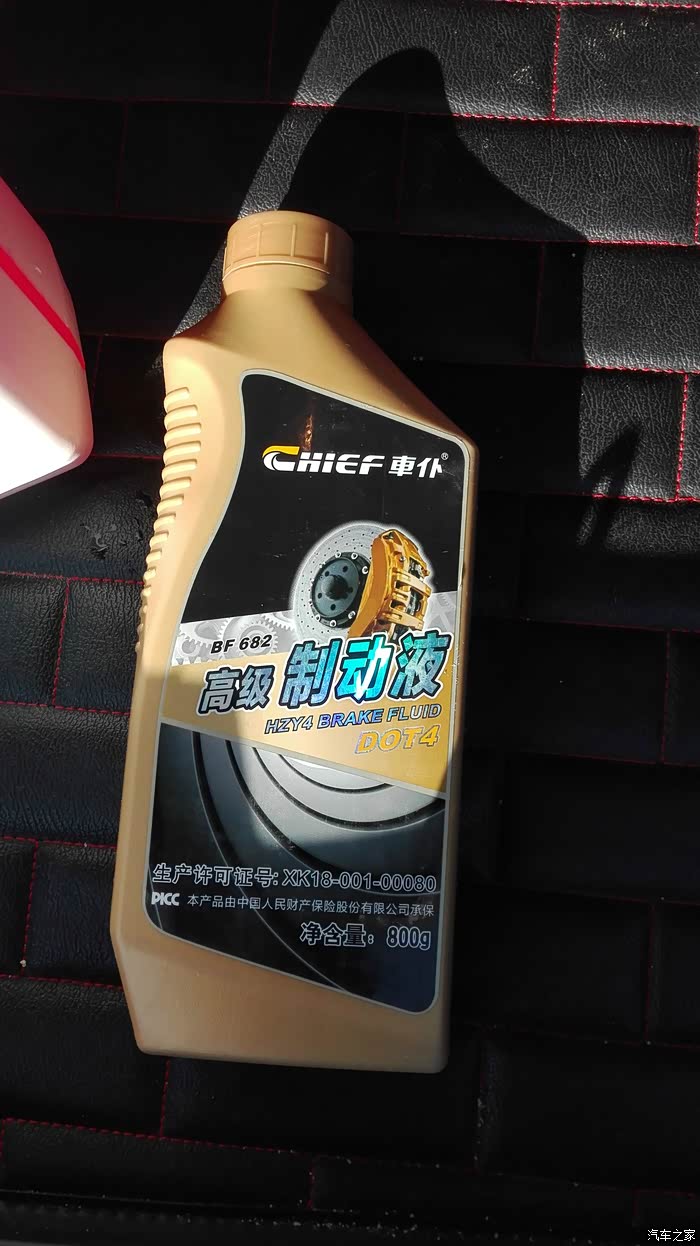 CHIEF 車仆®
BF 682
高级 制动液
HZY4 BRAKE FLUID
DOT4
生产许可证号: XK18-001-00080
PICC 本产品由中国人民财产保险股份有限公司承保
净含量: 800g
汽车之家